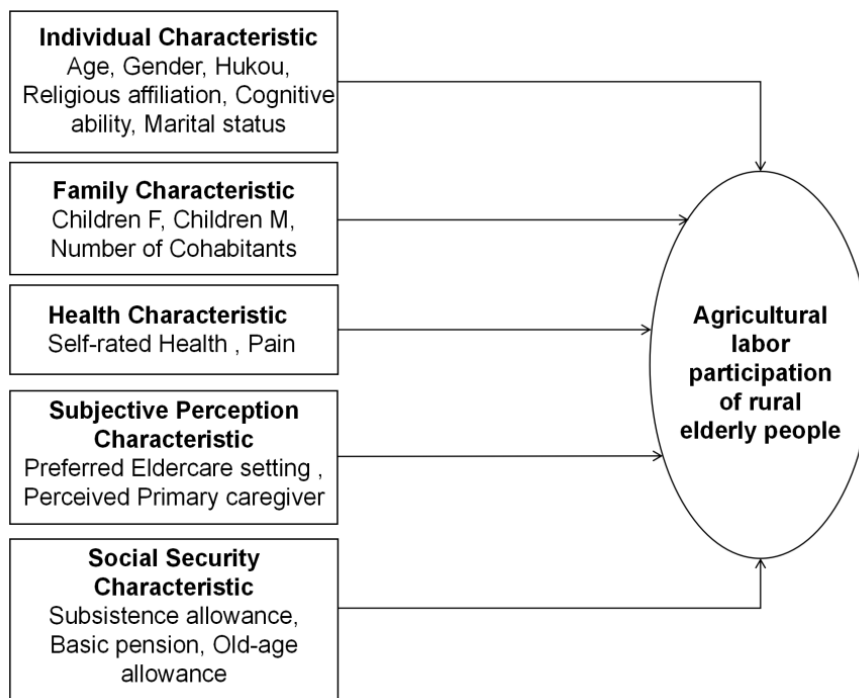 Individual Characteristic
Age, Gender, Hukou,
Religious affiliation, Cognitive
ability, Marital status
Family Characteristic
Children F, Children M,
Number of Cohabitants
Health Characteristic
Self-rated Health , Pain
Subjective Perception
Characteristic
Preferred Eldercare setting ,
Perceived Primary caregiver
Social Security
Characteristic
Subsistence allowance,
Basic pension, Old-age
allowance
Agricultural
labor
participation
of rural
elderly people